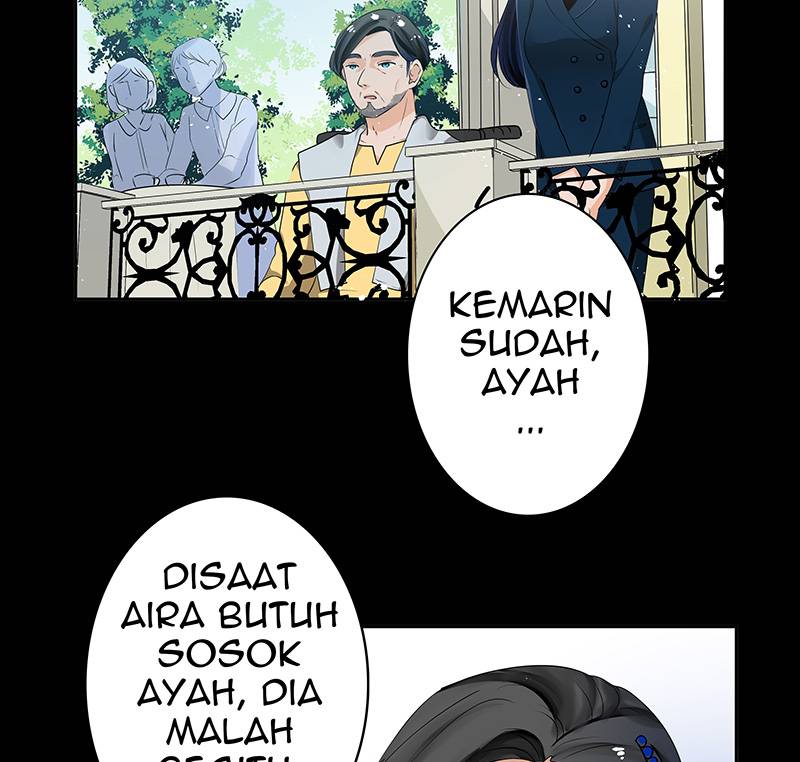 KEMARIN
SUDAH,
AYAH
...
DISAAT
AIRA BUTUH
SOSOK
AYAH, DIA
MALAH